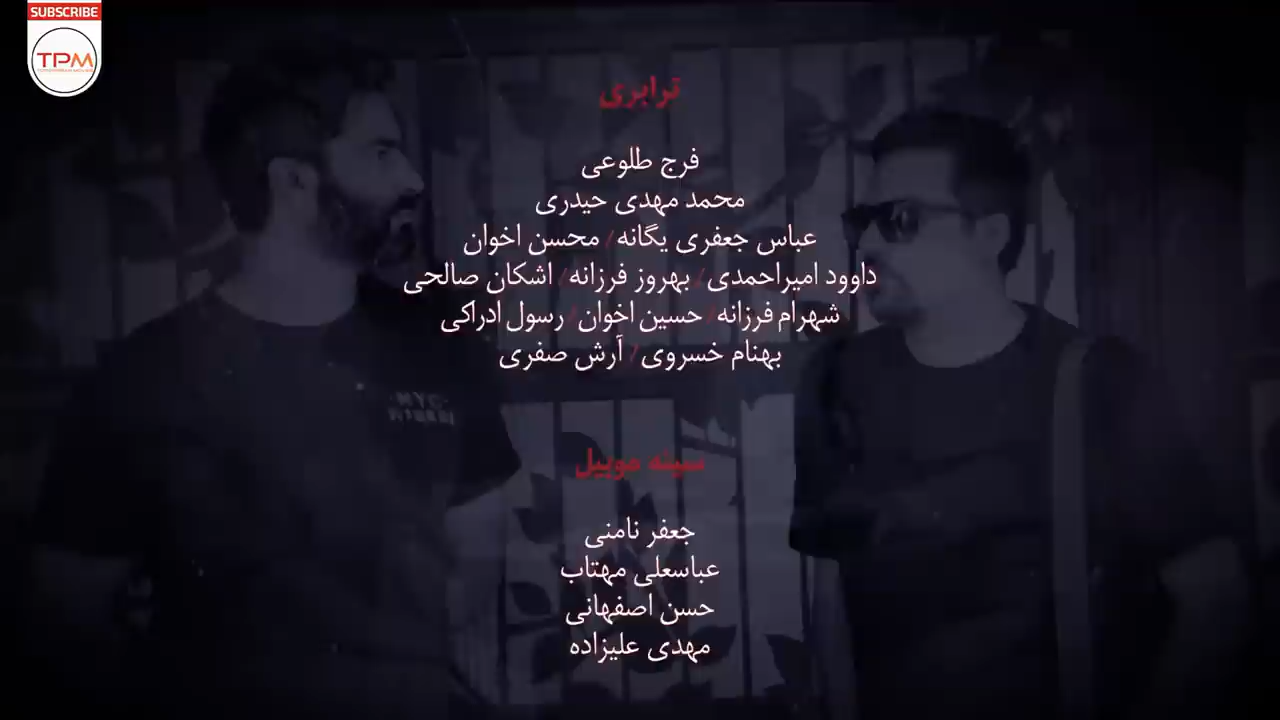 SUBSCRIBE
TPM
ترابری
فرج طلوعی
محمد مهدی حیدری
عباس جعفری یگانه/ محسن اخوان
داوود امیراحمدی/ بهروز فرزانه/ اشکان صالحی
شهرام فرزانه/ حسین اخوان/ رسول ادراکی
بهنام خسروی/ آرش صفری
سینه موبیل
جعفر نامنی
عباسعلی مهتاب
حسن اصفهانی
مهدی علیزاده